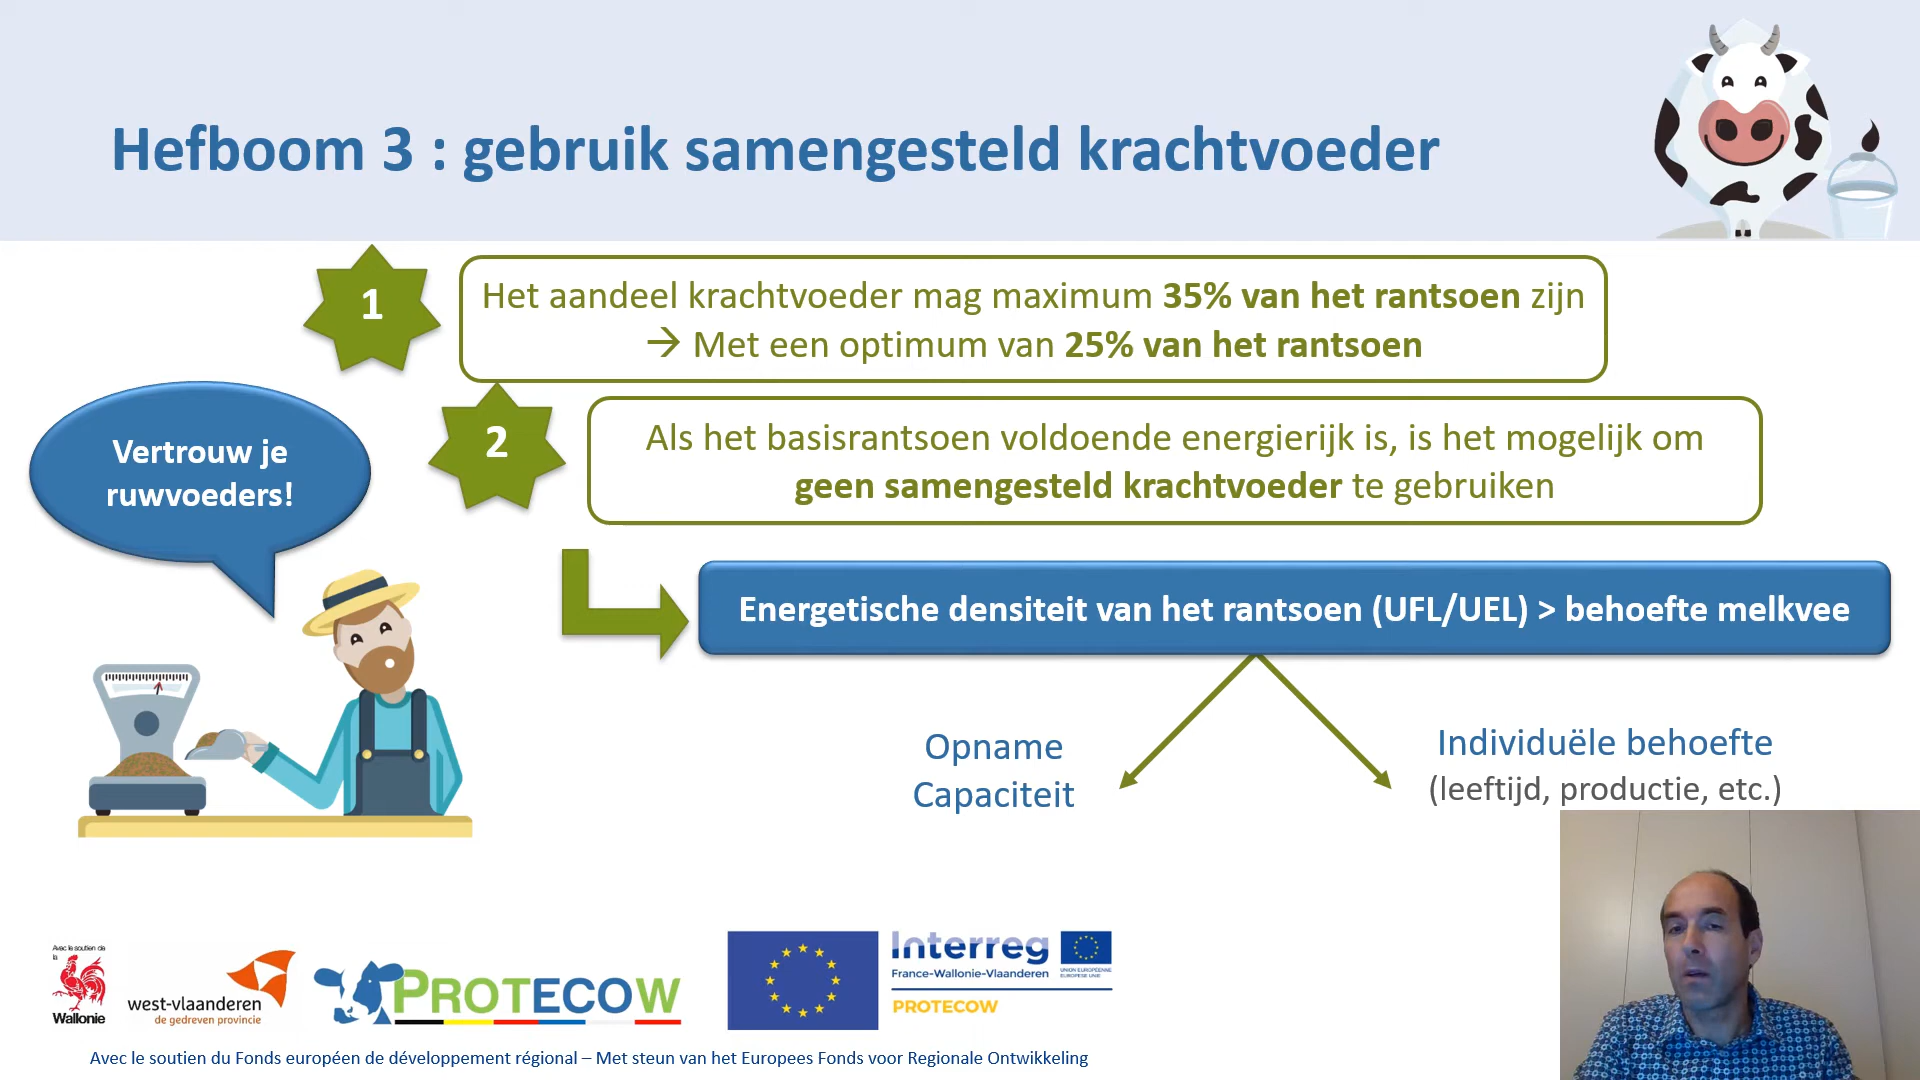 Hefboom 3 : gebruik samengesteld krachtvoeder
1
Het aandeel krachtvoeder mag maximum 35% van het rantsoen zijn
→ Met een optimum van 25% van het rantsoen
2
Als het basisrantsoen voldoende energierijk is, is het mogelijk om
geen samengesteld krachtvoeder te gebruiken
Vertrouw je
ruwvoeders!
Energetische densiteit van het rantsoen (UFL/UEL) > behoefte melkvee
Opname
Capaciteit
Individuële behoefte
(leeftijd, productie, etc.)
Avec le soutien de
la
Wallonie
west-vlaanderen
de gedreven provincie
PROTECOW
Interreg
France-Wallonie-Vlaanderen
UNION EUROPÉENNE
EUROPESE UNIE
PROTECOW
Avec le soutien du Fonds européen de développement régional – Met steun van het Europees Fonds voor Regionale Ontwikkeling